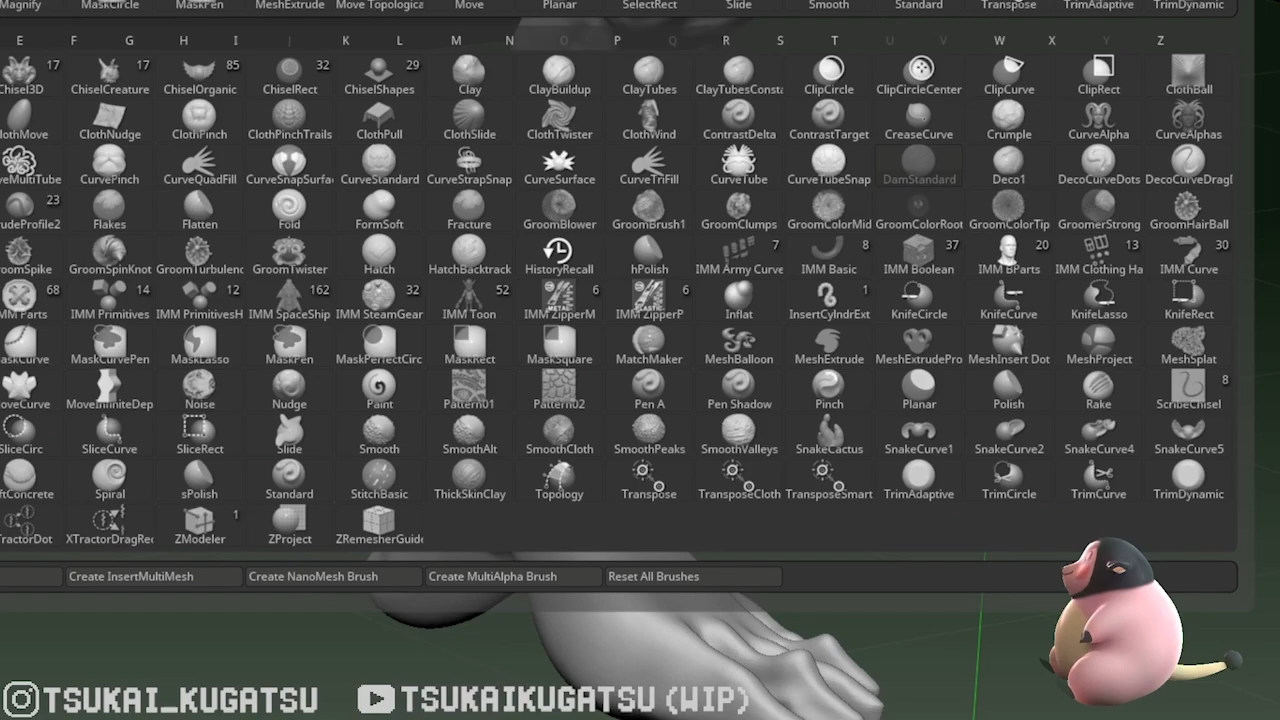 Magnify MaskCircle MaskPen MeshExtrude Move Topologica Move Planar SelectRect Slide Smooth Standard Transpose TrimAdaptive TrimDynamic
E F G H I J K L M N O P Q R S T U V W X Y Z
17 17 85 32 29
Chisel3D ChiselCreature ChiselOrganic ChiselRect ChiselShapes Clay ClayBuildup ClayTubes ClayTubesConsta ClipCircle ClipCircleCenter ClipCurve ClipRect ClothBall
lothMove ClothNudge ClothPinch ClothPinchTrails ClothPull ClothSlide ClothTwister ClothWind ContrastDelta ContrastTarget CreaseCurve Crumple CurveAlpha CurveAlphas
veMultiTube CurvePinch CurveQuadFill CurveSnapSurfa CurveStandard CurveStrapSnap CurveSurface CurveTriFill CurveTube CurveTubeSnap DamStandard Deco1 DecoCurveDots DecoCurveDragD
23
udeProfile2 Flakes Flatten Fold FormSoft Fracture GroomBlower GroomBrush1 GroomClumps GroomColorMid GroomColorRoot GroomColorTip GroomerStrong GroomHairBall
7 8 37 20 13 30
oomSpike GroomSpinKnot GroomTurbulenc GroomTwister Hatch HatchBacktrack HistoryRecall hPolish IMM Army Curve IMM Basic IMM Boolean IMM BParts IMM Clothing Ha IMM Curve
68 14 12 162 32 52 6 6 1
MM Parts IMM Primitives IMM PrimitivesH IMM SpaceShip IMM SteamGear IMM Toon IMM ZipperM IMM ZipperP Inflat InsertCylndrExt KnifeCircle KnifeCurve KnifeLasso KnifeRect
askCurve MaskCurvePen MaskLasso MaskPen MaskPerfectCirc MaskRect MaskSquare MatchMaker MeshBalloon MeshExtrude MeshExtrudePro MeshInsert Dot MeshProject MeshSplat
8
oveCurve MoveInfiniteDep Noise Nudge Paint Pattern01 Pattern02 Pen A Pen Shadow Pinch Planar Polish Rake ScribeChisel
SliceCirc SliceCurve SliceRect Slide Smooth SmoothAlt SmoothCloth SmoothPeaks SmoothValleys SnakeCactus SnakeCurve1 SnakeCurve2 SnakeCurve4 SnakeCurve5
ftConcrete Spiral sPolish Standard StitchBasic ThickSkinClay Topology Transpose TransposeCloth TransposeSmart TrimAdaptive TrimCircle TrimCurve TrimDynamic
1
TractorDot XTractorDragRec ZModeler ZProject ZRemesherGuide
Create InsertMultiMesh Create NanoMesh Brush Create MultiAlpha Brush Reset All Brushes
TSUKAI_KUGATSU TSUKAIKUGATSU (WIP)